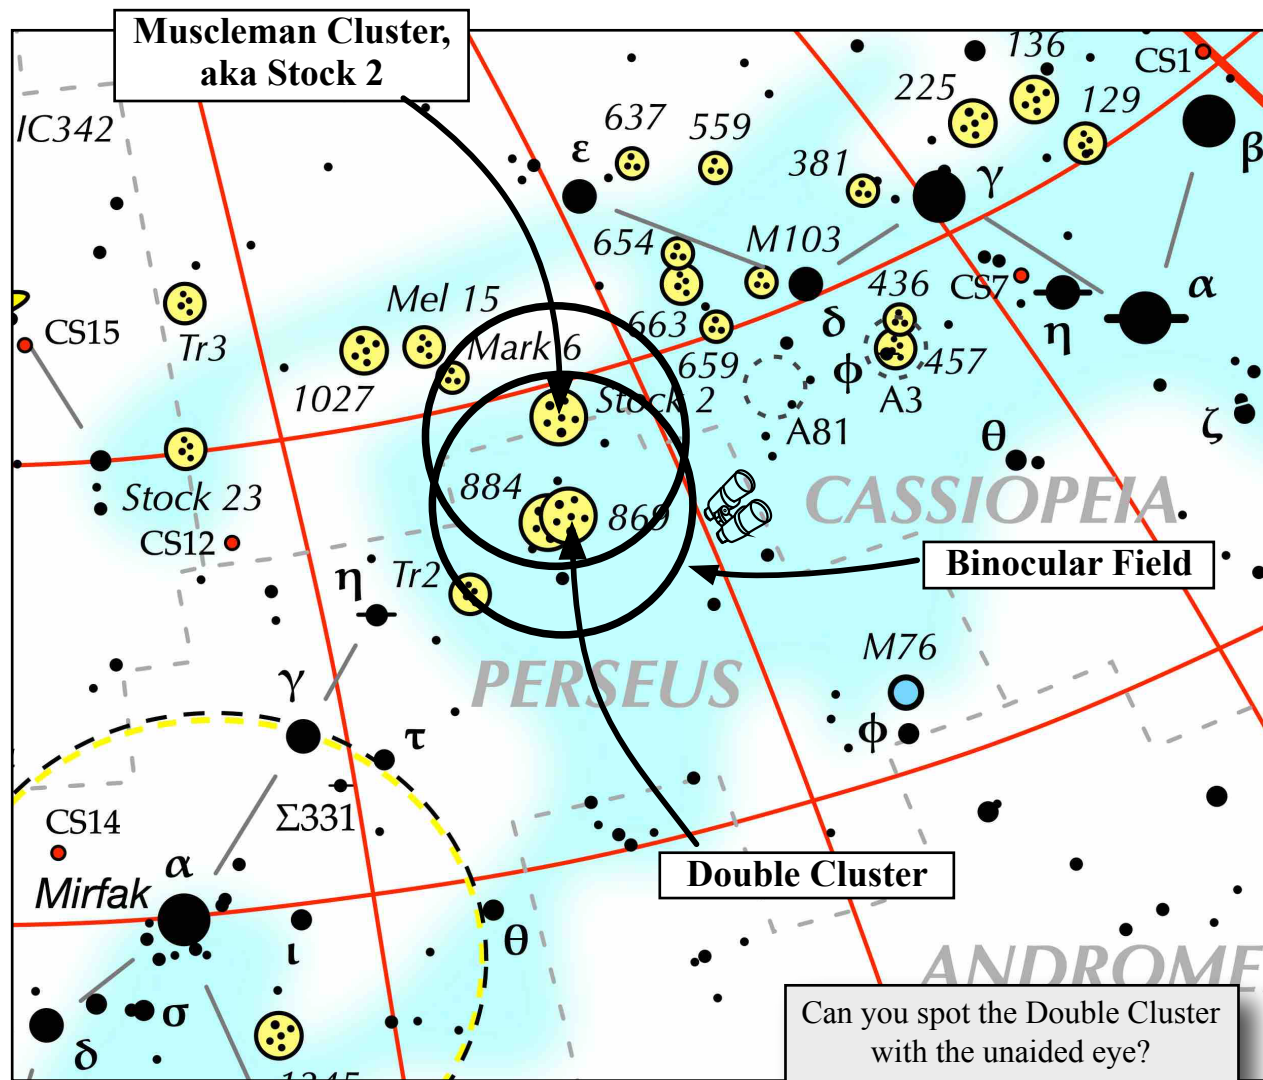 Muscleman Cluster,
aka Stock 2
136
CS1
225
129
IC342
637
559
ε
381
γ
β
654
M103
CS7
436
α
Mel 15
CS15
663
δ
η
Tr3
Mark 6
659
φ
457
1027
Stock 2
A3
A81
ζ
θ
884
CASSIOPEIA
Stock 23
869
CS12
Binocular Field
η
Tr2
M76
γ
PERSEUS
φ
τ
Σ331
CS14
α
Double Cluster
Mirfak
ι
θ
ANDROME
σ
Can you spot the Double Cluster
with the unaided eye?
δ
1245